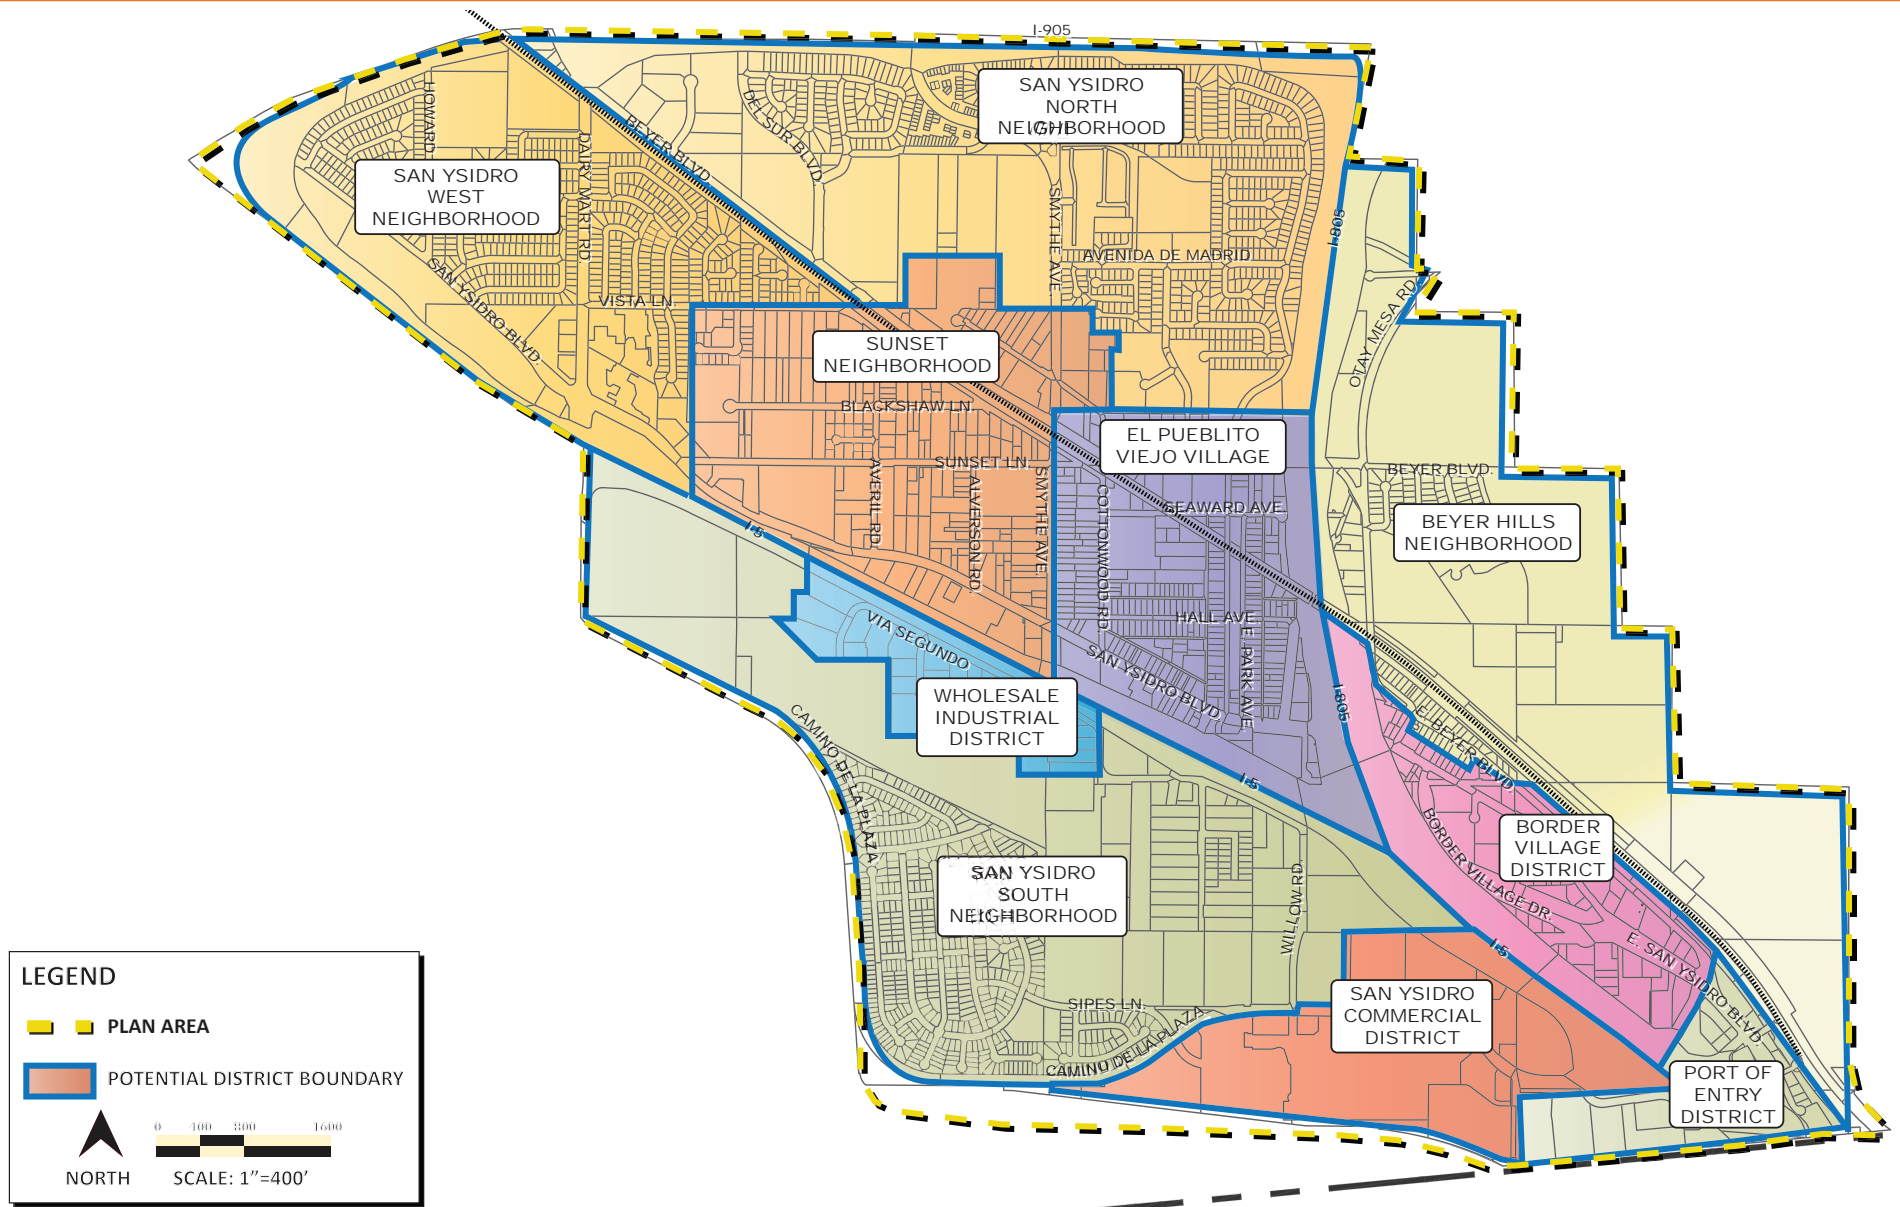 I-905
SAN YSIDRO
NORTH
NEIGHBORHOOD
HOWARD
DEL SUR BLVD.
BEYER BLVD.
DAIRY MART RD.
SAN YSIDRO
WEST
NEIGHBORHOOD
SMYTHE AVE.
I-805
AVENIDA DE MADRID
SAN YSIDRO BLVD.
VISTA LN.
OTAY MESA RD.
SUNSET
NEIGHBORHOOD
BLACKSHAW LN.
EL PUEBLITO
VIEJO VILLAGE
SUNSET LN.
BEYER BLVD.
AVERIL RD.
ALVERSON RD.
SMYTHE AVE.
COTTONWOOD RD.
SEAWARD AVE.
BEYER HILLS
NEIGHBORHOOD
I-5
HALL AVE.
E. PARK AVE.
VIA SEGUNDO
SAN YSIDRO BLVD.
I-805
WHOLESALE
INDUSTRIAL
DISTRICT
CAMINO DE LA PLAZA
E. BEYER BLVD.
I-5
BORDER
VILLAGE
DISTRICT
BORDER VILLAGE DR.
SAN YSIDRO
SOUTH
NEIGHBORHOOD
WILLOW RD.
I-5
E. SAN YSIDRO BLVD.
SIPES LN.
SAN YSIDRO
COMMERCIAL
DISTRICT
CAMINO DE LA PLAZA
PORT OF
ENTRY
DISTRICT
LEGEND
PLAN AREA
POTENTIAL DISTRICT BOUNDARY
0 400 800 1600
NORTH
SCALE: 1”=400’